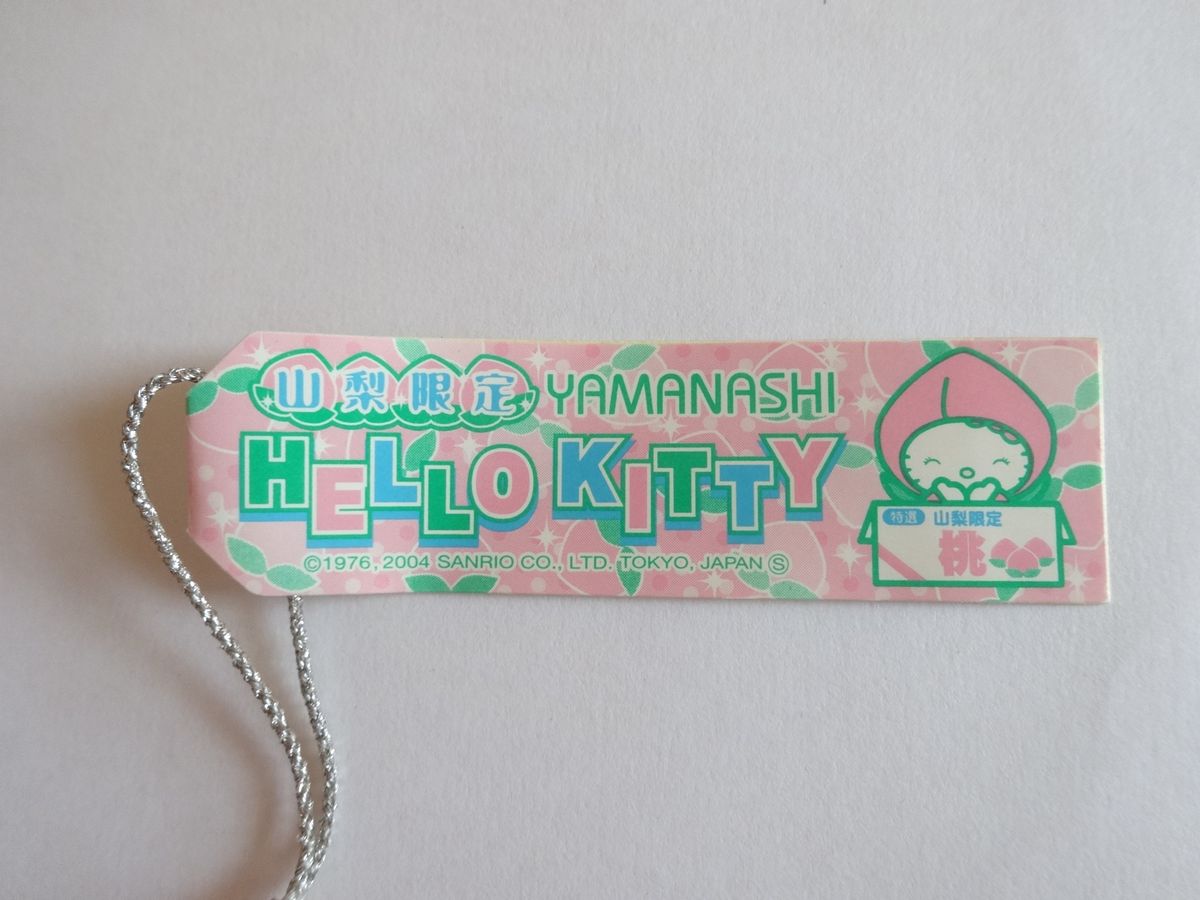 山梨限定 YAMANASHI
HELLO KITTY
©1976, 2004 SANRIO CO., LTD. TOKYO, JAPAN Ⓢ
特選 山梨限定
桃